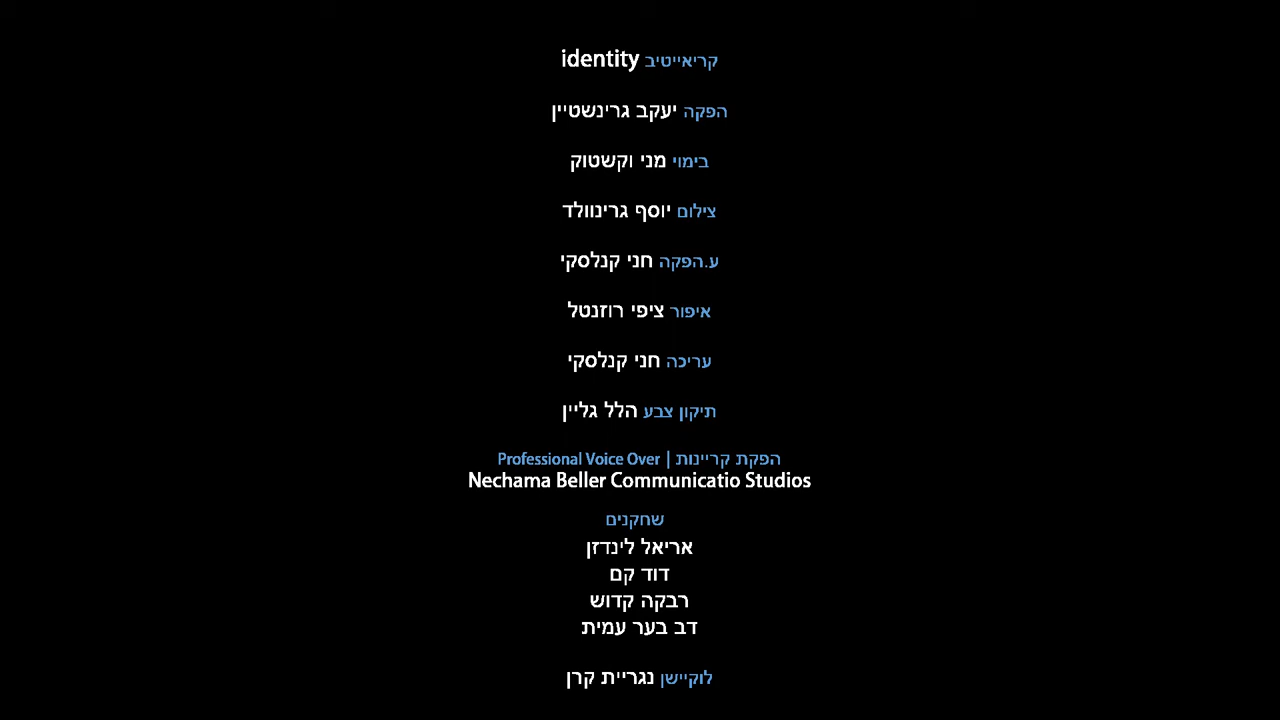 קריאייטיב identity
הפקה יעקב גרינשטיין
בימוי מני וקשטוק
צילום יוסף גרינוולד
ע.הפקה חני קנלסקי
איפור ציפי רוזנטל
עריכה חני קנלסקי
תיקון צבע הלל גליין
הפקת קריינות | Professional Voice Over
Nechama Beller Communicatio Studios
שחקנים
אריאל לינדזן
דוד קם
רבקה קדוש
דב בער עמית
לוקיישן נגריית קרן